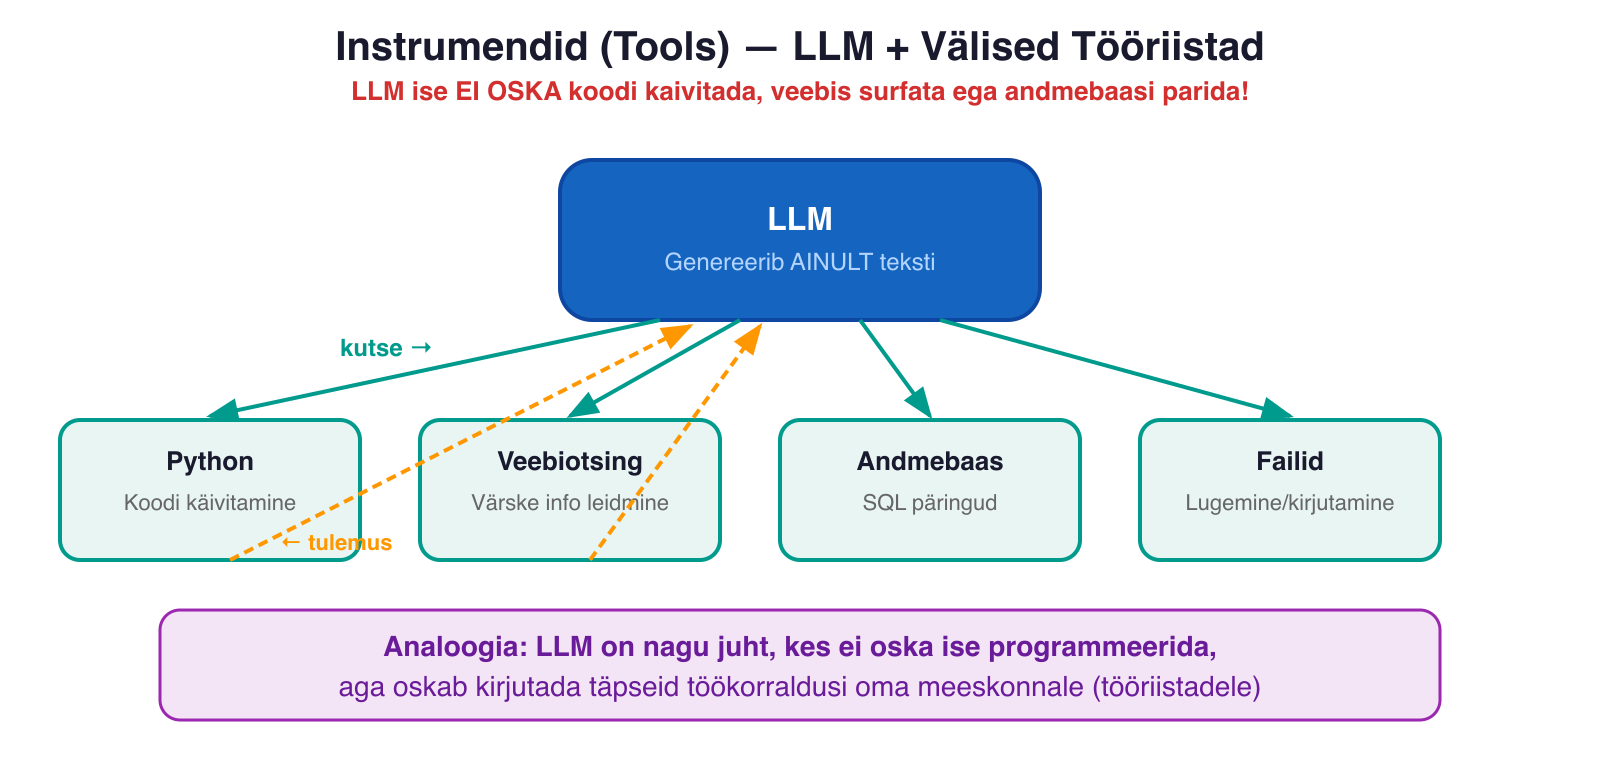 Instrumendid (Tools) — LLM + Välised Tööriistad
LLM ise EI OSKA koodi kaivitada, veebis surfata ega andmebaasi parida!
LLM
Genereerib AINULT teksti
kutse →
Python
Koodi käivitamine
← tulemus
Veebiotsing
Värske info leidmine
Andmebaas
SQL päringud
Failid
Lugemine/kirjutamine
Analoogia: LLM on nagu juht, kes ei oska ise programmeerida,
aga oskab kirjutada täpseid töökorraldusi oma meeskonnale (tööriistadele)